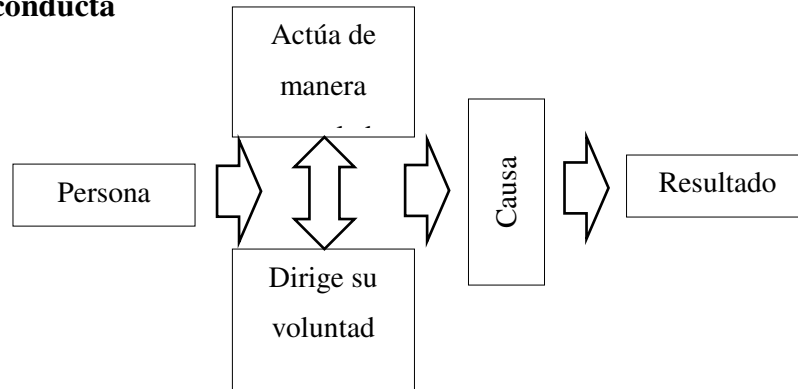 conducta
Actúa de
manera
Persona
Causa
Resultado
Dirige su
voluntad